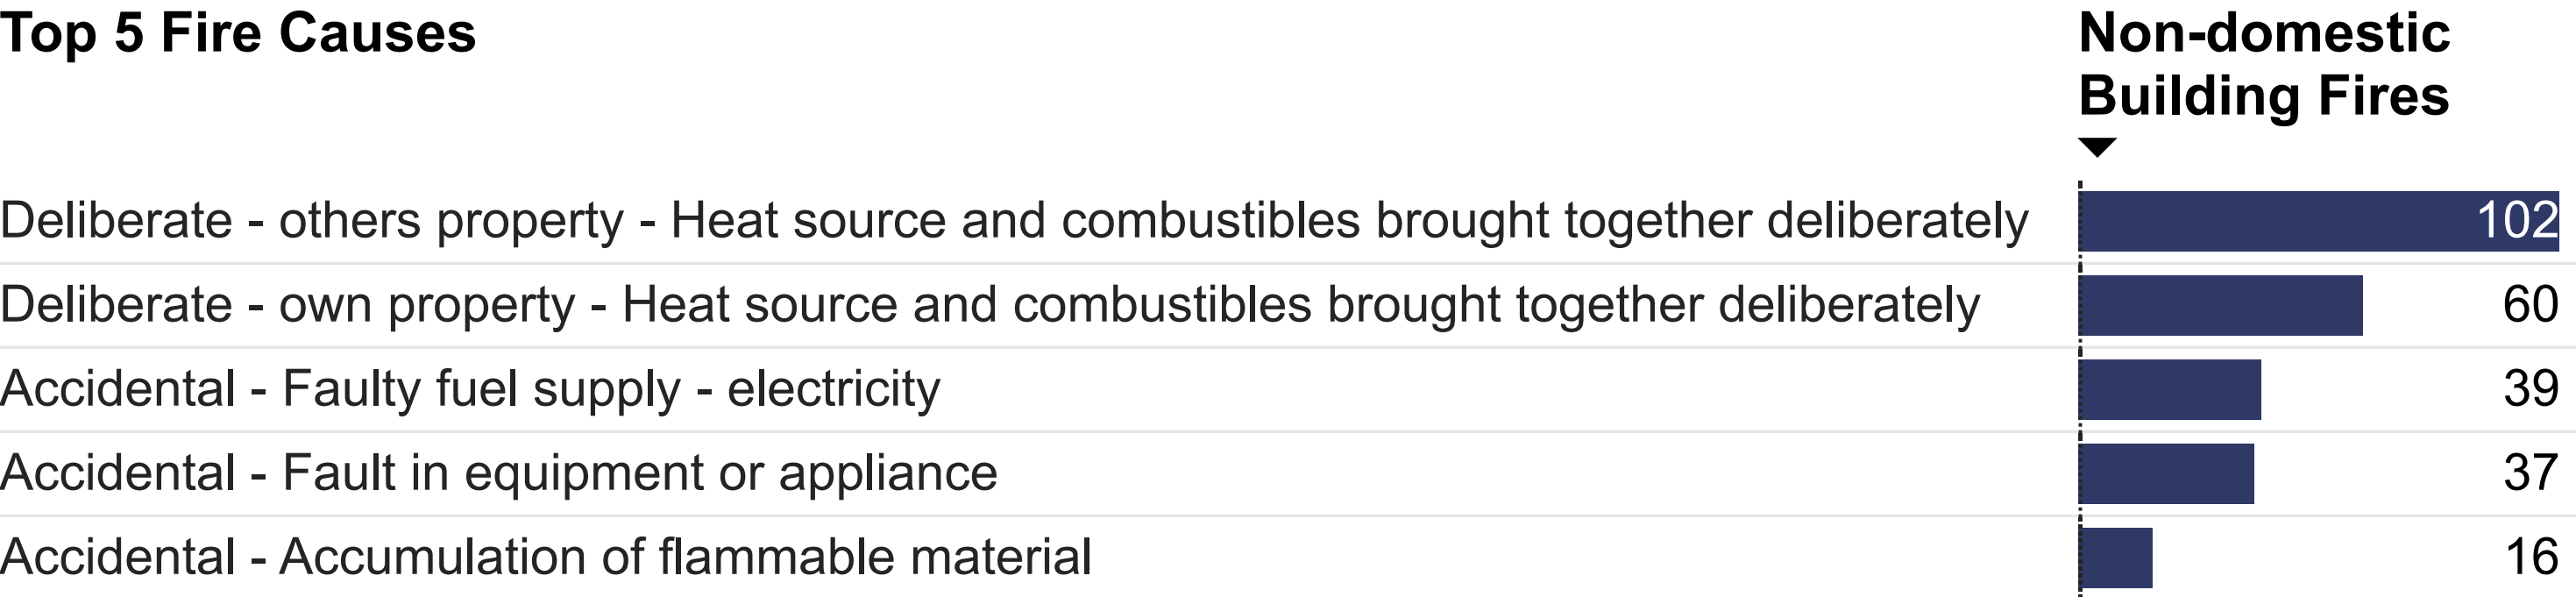 Top 5 Fire Causes
Non-domestic
Building Fires
Deliberate - others property - Heat source and combustibles brought together deliberately 102
Deliberate - own property - Heat source and combustibles brought together deliberately 60
Accidental - Faulty fuel supply - electricity 39
Accidental - Fault in equipment or appliance 37
Accidental - Accumulation of flammable material 16